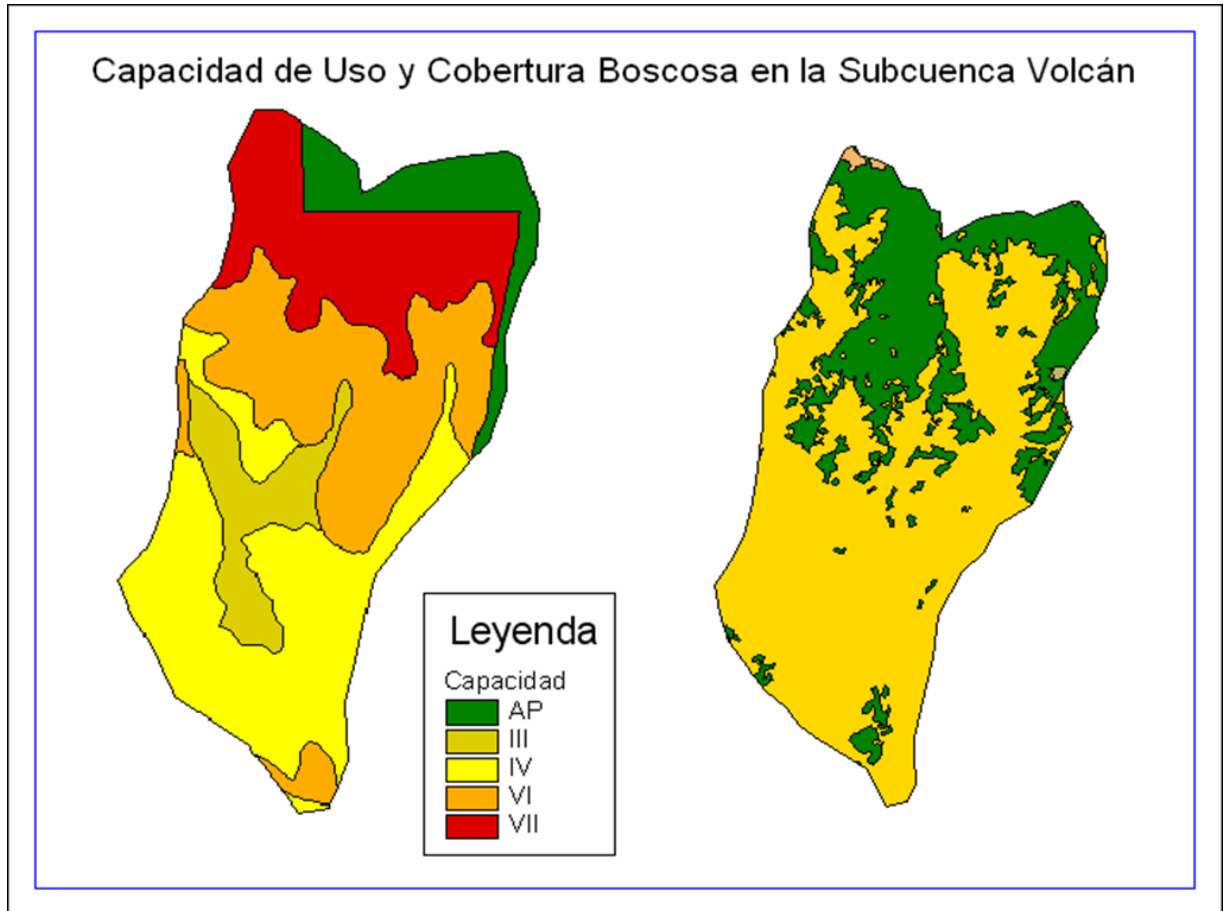 Capacidad de Uso y Cobertura Boscosa en la Subcuenca Volcán
Leyenda
Capacidad
AP
III
IV
VI
VII